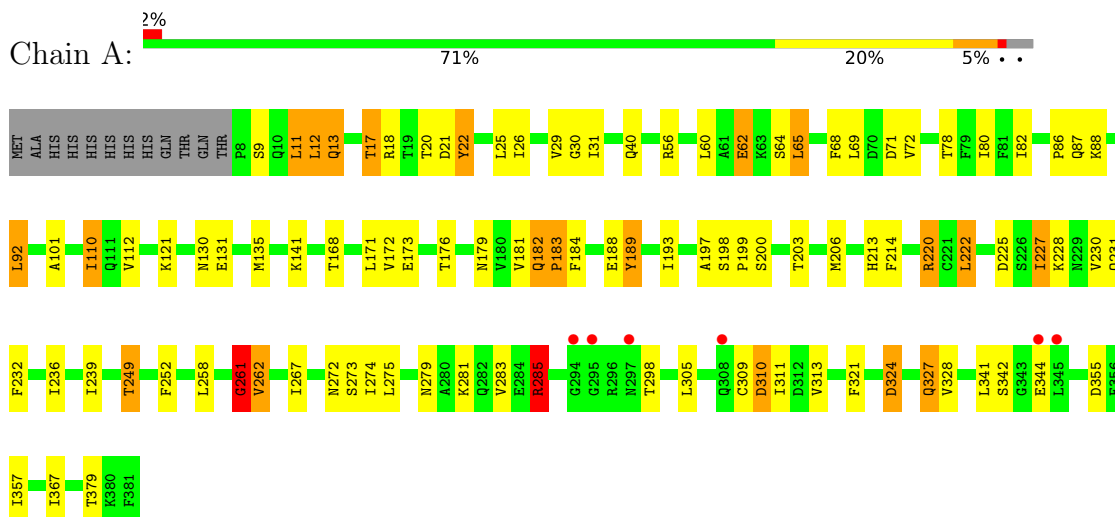 2%
Chain A:
71% 20% 5% • •
MET ALA HIS HIS HIS HIS HIS HIS GLN THR GLN THR P8 S9 Q10 L11 L12 Q13 T17 R18 T19 T20 D21 Y22 L25 I26 V29 G30 I31 Q40 R56 L60 A61 E62 K63 S64 L65 F68 L69 D70 D71 V72 T78 F79 I80 F81 I82 P86 Q87 K88
L92 A101 I110 Q111 V112 K121 N130 E131 M135 K141 T168 L171 V172 E173 T176 N179 V180 V181 Q182 P183 F184 E188 Y189 I193 A197 S198 P199 S200 T203 M206 H213 F214 R220 C221 L222 D225 S226 I227 K228 N229 V230
F232 I236 I239 T249 F252 L258 G261 V262 I267 N272 S273 I274 L275 N279 A280 K281 Q282 V283 E284 R285 G294 G295 R296 N297 T298 L305 Q308 C309 D310 I311 D312 V313 F321 D324 Q327 V328 L341 S342 G343 E344 L345 D355
I357 I367 T379 K380 F381